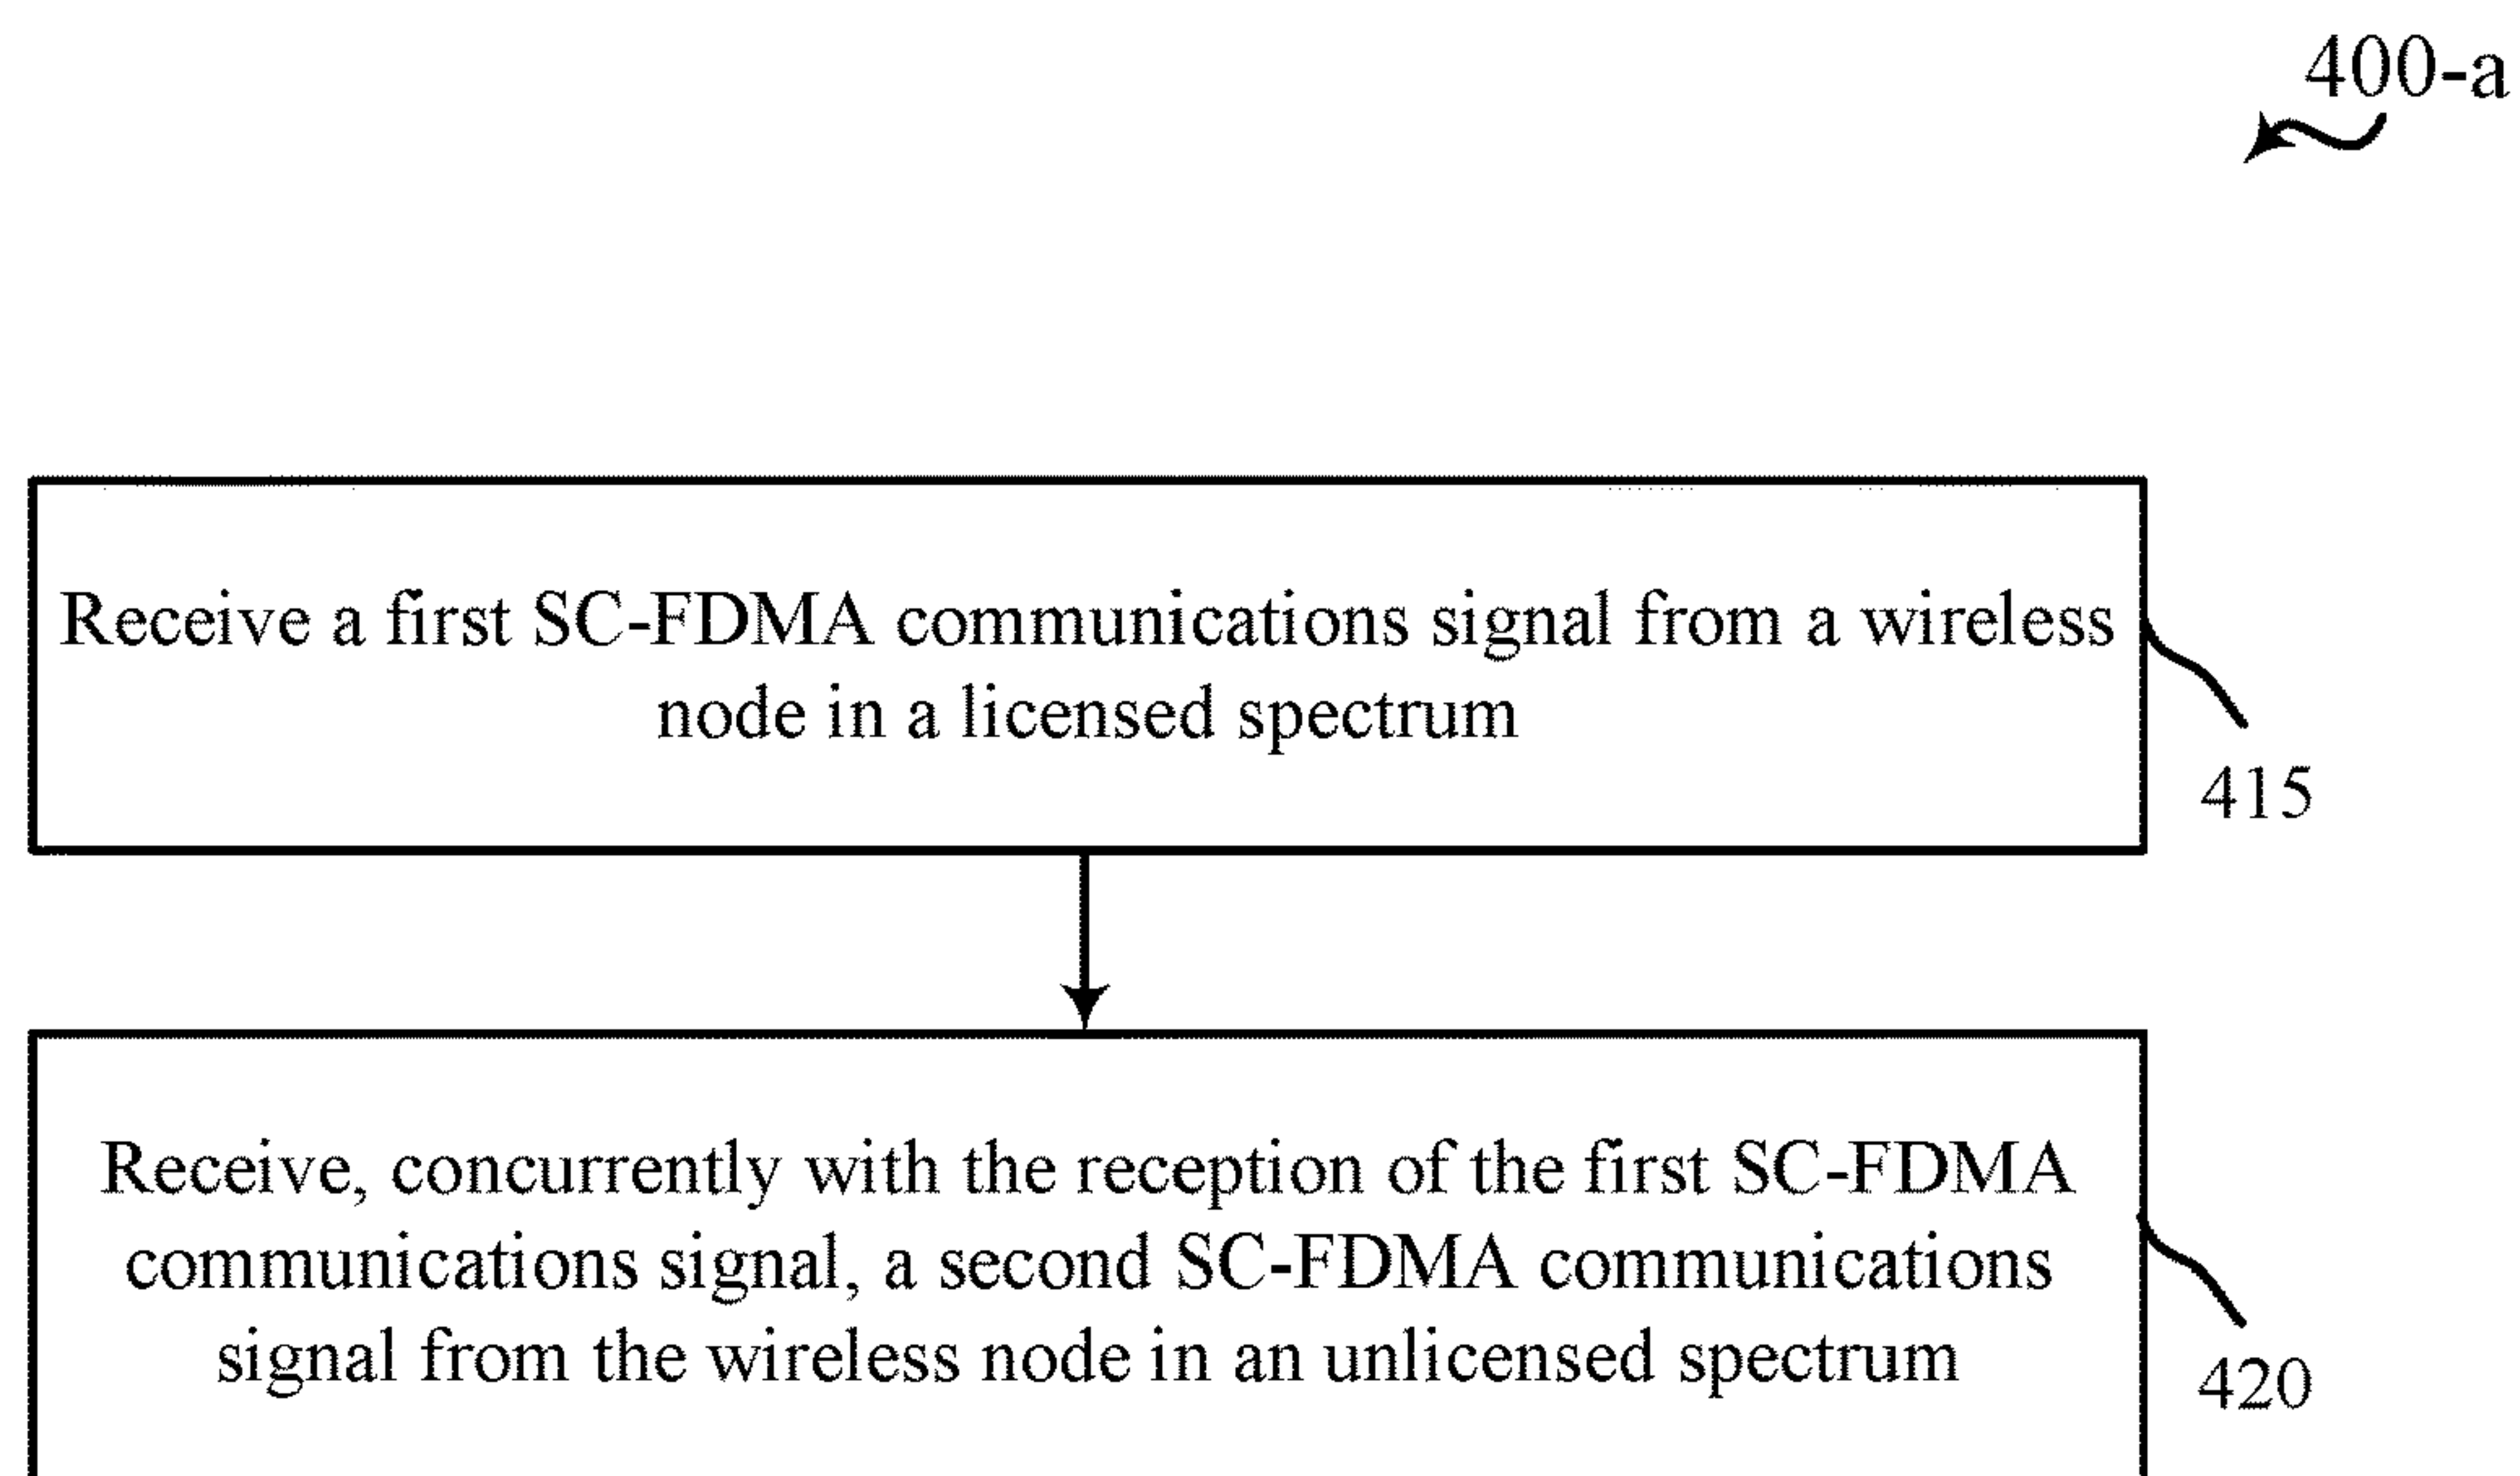 400-a
Receive a first SC-FDMA communications signal from a wireless
node in a licensed spectrum
415
Receive, concurrently with the reception of the first SC-FDMA
communications signal, a second SC-FDMA communications
signal from the wireless node in an unlicensed spectrum
420